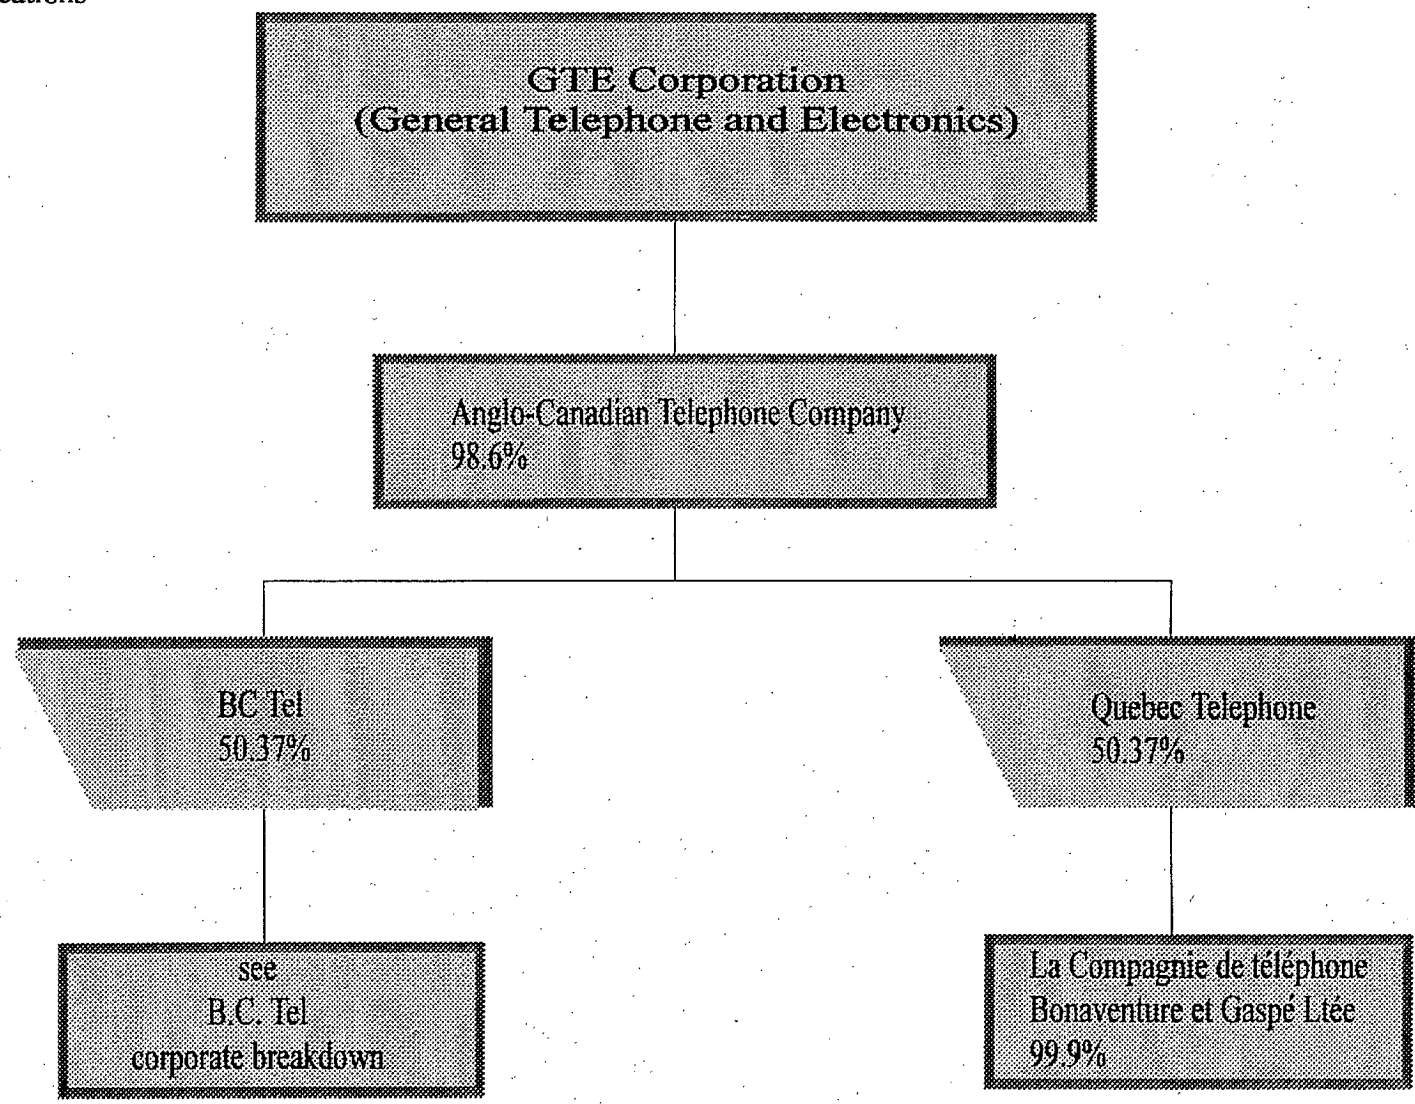 GTE Corporation
(General Telephone and Electronics)
Anglo-Canadian Telephone Company
98.6%
BC Tel
50.37%
Quebec Telephone
50.37%
see
B.C. Tel
corporate breakdown
La Compagnie de téléphone
Bonaventure et Gaspé Ltée
99.9%